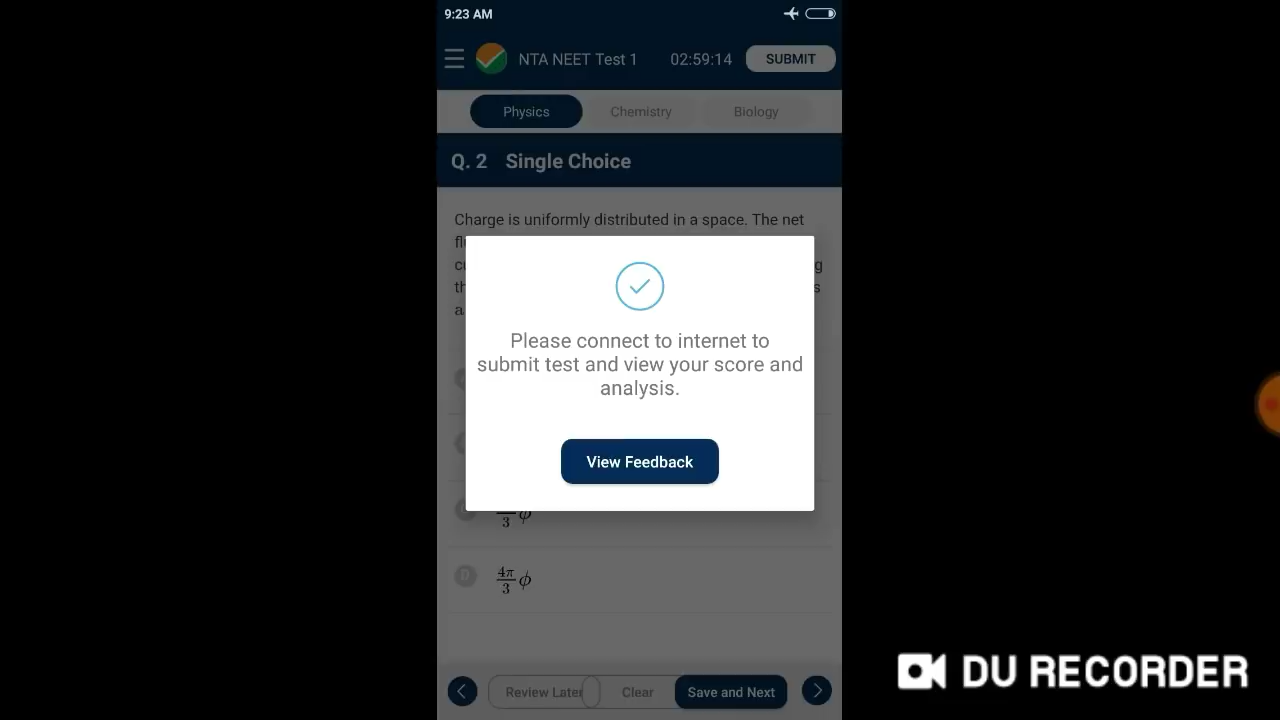 9:23 AM
NTA NEET Test 1 02:59:14 SUBMIT
Physics Chemistry Biology
Q. 2 Single Choice
Charge is uniformly distributed in a space. The net
Please connect to internet to
submit test and view your score and
analysis.
View Feedback
3 ϕ
D 4π/3 ϕ
Review Later Clear Save and Next
DU RECORDER